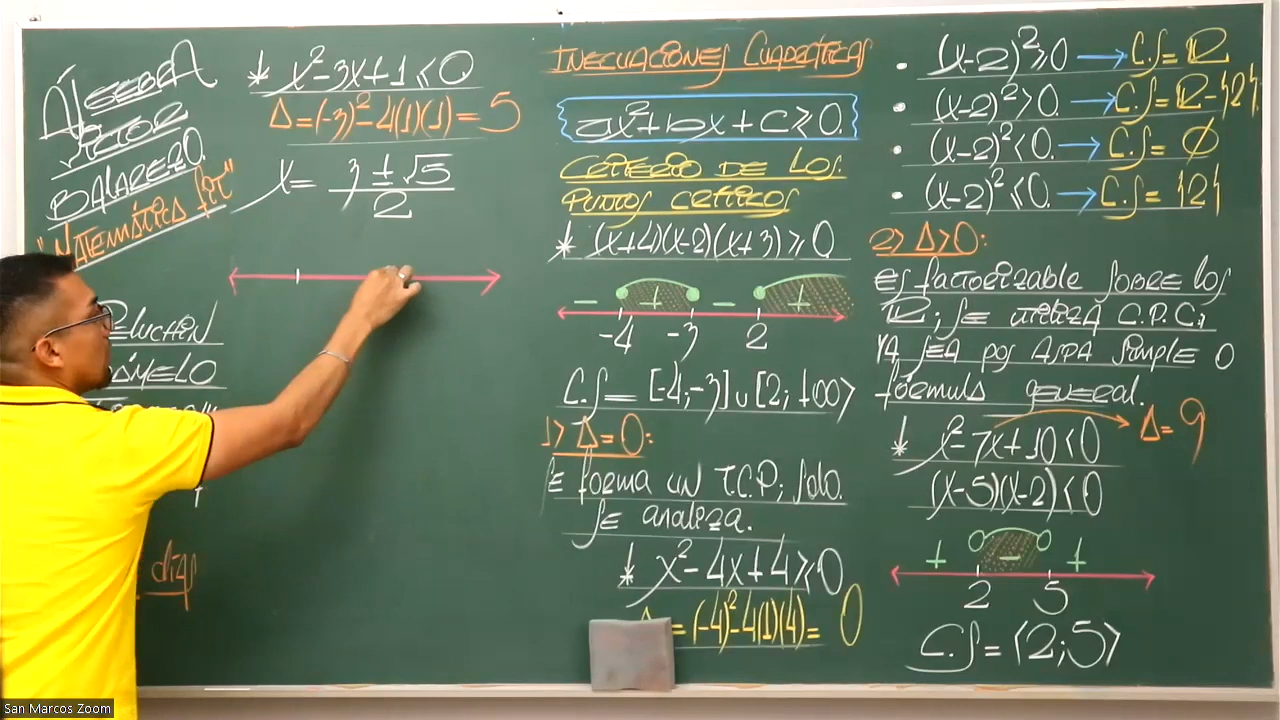 ÁLGEBRA
VÍCTOR
BALAREZO.
"MATEMÁTICAS FIT"
dias
* x²-3x+1≤0
Δ=(-3)²-4(1)(1)=5
x= 3±√5
2
INECUACIONES CUADRÁTICAS
ax²+bx+c≥0.
CRITERIO DE LOS
PUNTOS CRÍTICOS
* (x+4)(x-2)(x+3)≥0
- + - +
-4 -3 2
C.S= [-4;-3]∪[2;+∞⟩
1> Δ=0:
SE forma un T.C.P; Solo
SE analiza.
* x²-4x+4≥0
=(-4)²-4(1)(4)= 0
• (x-2)²≥0 → C.S= ℝ
• (x-2)²>0. → C.S= ℝ-{2}
• (x-2)²<0. → C.S= ∅
• (x-2)²≤0. → C.S= {2}
2> Δ>0:
ES factorizable sobre los
ℝ; SE utiliza C.P.C;
YA SEA POR ASPA Simple O
fórmula general.
* x²-7x+10<0 Δ=9
(x-5)(x-2)<0
+ - +
2 5
C.S= ⟨2;5⟩
San Marcos Zoom